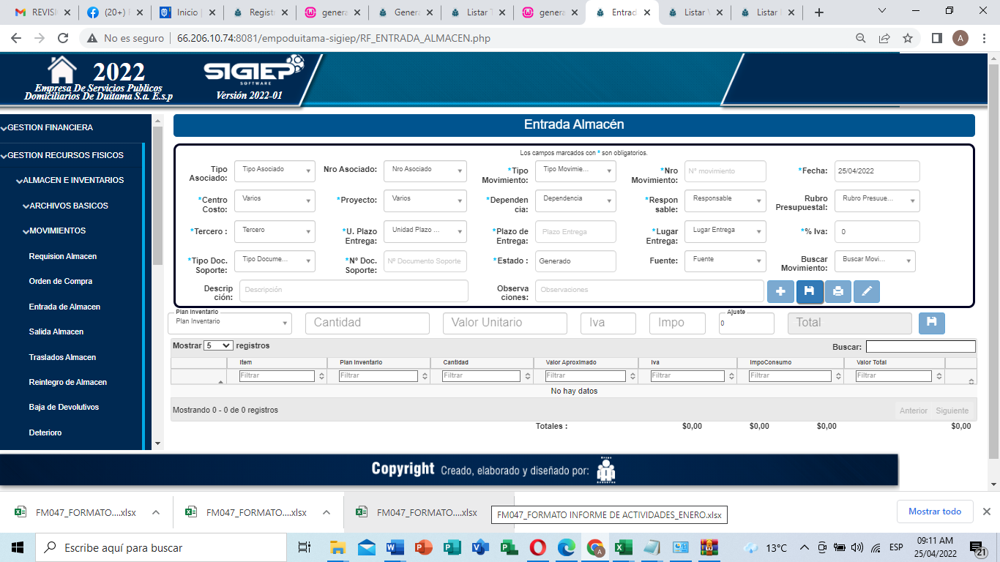 REVISI
(20+) F
Inicio |
Registr
genera
Genera
Listar T
genera
Entrad
Listar V
Listar
No es seguro | 66.206.10.74:8081/empoduitama-sigiep/RF_ENTRADA_ALMACEN.php
A
2022
Empresa De Servicios Publicos
Domiciliarios De Duitama S.a. E.s.p
SIGIEP
SOFTWARE
Versión 2022-01
GESTION FINANCIERA
GESTION RECURSOS FISICOS
ALMACEN E INVENTARIOS
ARCHIVOS BASICOS
MOVIMIENTOS
Requision Almacen
Orden de Compra
Entrada de Almacen
Salida Almacen
Traslados Almacen
Reintegro de Almacen
Baja de Devolutivos
Deterioro
Entrada Almacén
Los campos marcados con * son obligatorios.
Tipo Asociado: Tipo Asociado Nro Asociado: Nro Asociado *Tipo Movimiento: Tipo Movimie... *Nro Movimiento: N° movimiento *Fecha: 25/04/2022
*Centro Costo: Varios *Proyecto: Varios *Dependen cia: Dependencia *Respon sable: Responsable Rubro Presupuestal: Rubro Presuue...
*Tercero : Tercero *U. Plazo Entrega: Unidad Plazo ... *Plazo de Entrega: Plazo Entrega *Lugar Entrega: Lugar Entrega *% Iva: 0
*Tipo Doc. Soporte: Tipo Docume... *Nº Doc. Soporte: Nº Documento Soporte *Estado : Generado Fuente: Fuente Buscar Movimiento: Buscar Movi...
Descrip ción: Descripción Observa ciones: Observaciones
Plan Inventario
Plan Inventario Cantidad Valor Unitario Iva Impo Ajuste 0 Total
Mostrar 5 registros Buscar:
Item Plan Inventario Cantidad Valor Aproximado Iva ImpoConsumo Valor Total
Filtrar Filtrar Filtrar Filtrar Filtrar Filtrar Filtrar
No hay datos
Mostrando 0 - 0 de 0 registros Anterior Siguiente
Totales : $0,00 $0,00 $0,00 $0,00
Copyright Creado, elaborado y diseñado por:
FM047_FORMATO....xlsx
FM047_FORMATO....xlsx
FM047_FORMATO....xlsx
FM047_FORMATO INFORME DE ACTIVIDADES_ENERO.xlsx
Mostrar todo
Escribe aquí para buscar
13°C
ESP
09:11 AM
25/04/2022
21